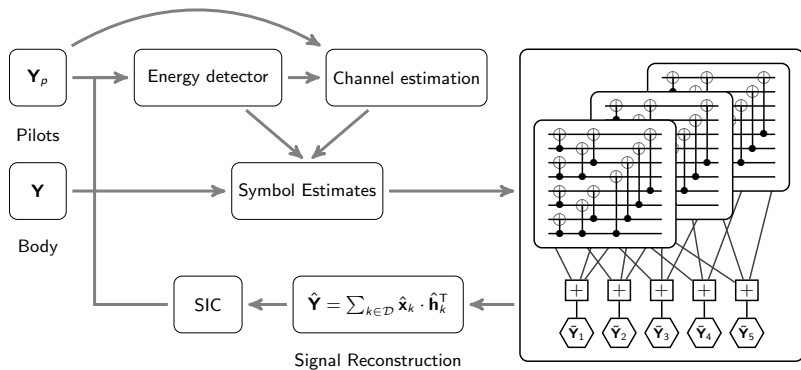 Y_p
Energy detector
Channel estimation
Pilots
Y
Symbol Estimates
Body
SIC
Ŷ = ∑_{k∈𝒟} x̂_k · ĥ_k^T
Signal Reconstruction
+ + + + +
Ỹ_1 Ỹ_2 Ỹ_3 Ỹ_4 Ỹ_5